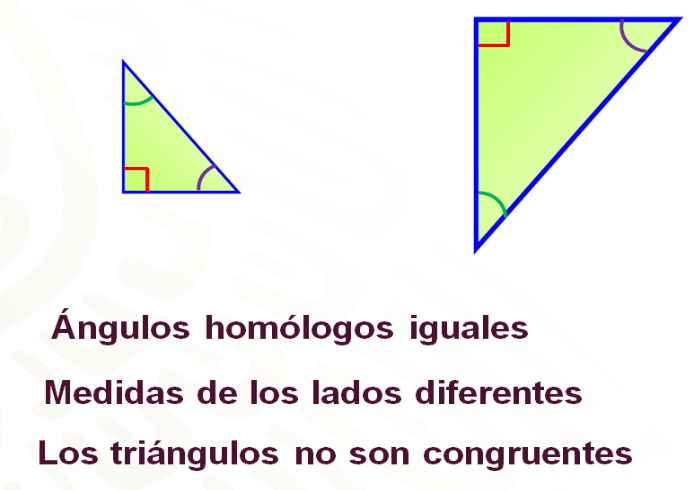 Ángulos homólogos iguales
Medidas de los lados diferentes
Los triángulos no son congruentes